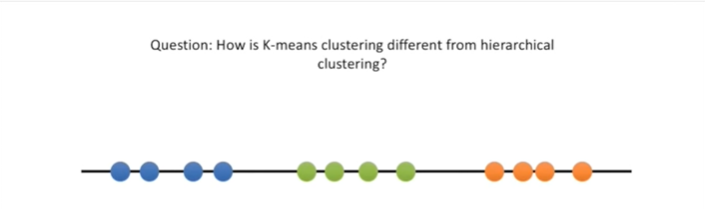 Question: How is K-means clustering different from hierarchical
clustering?